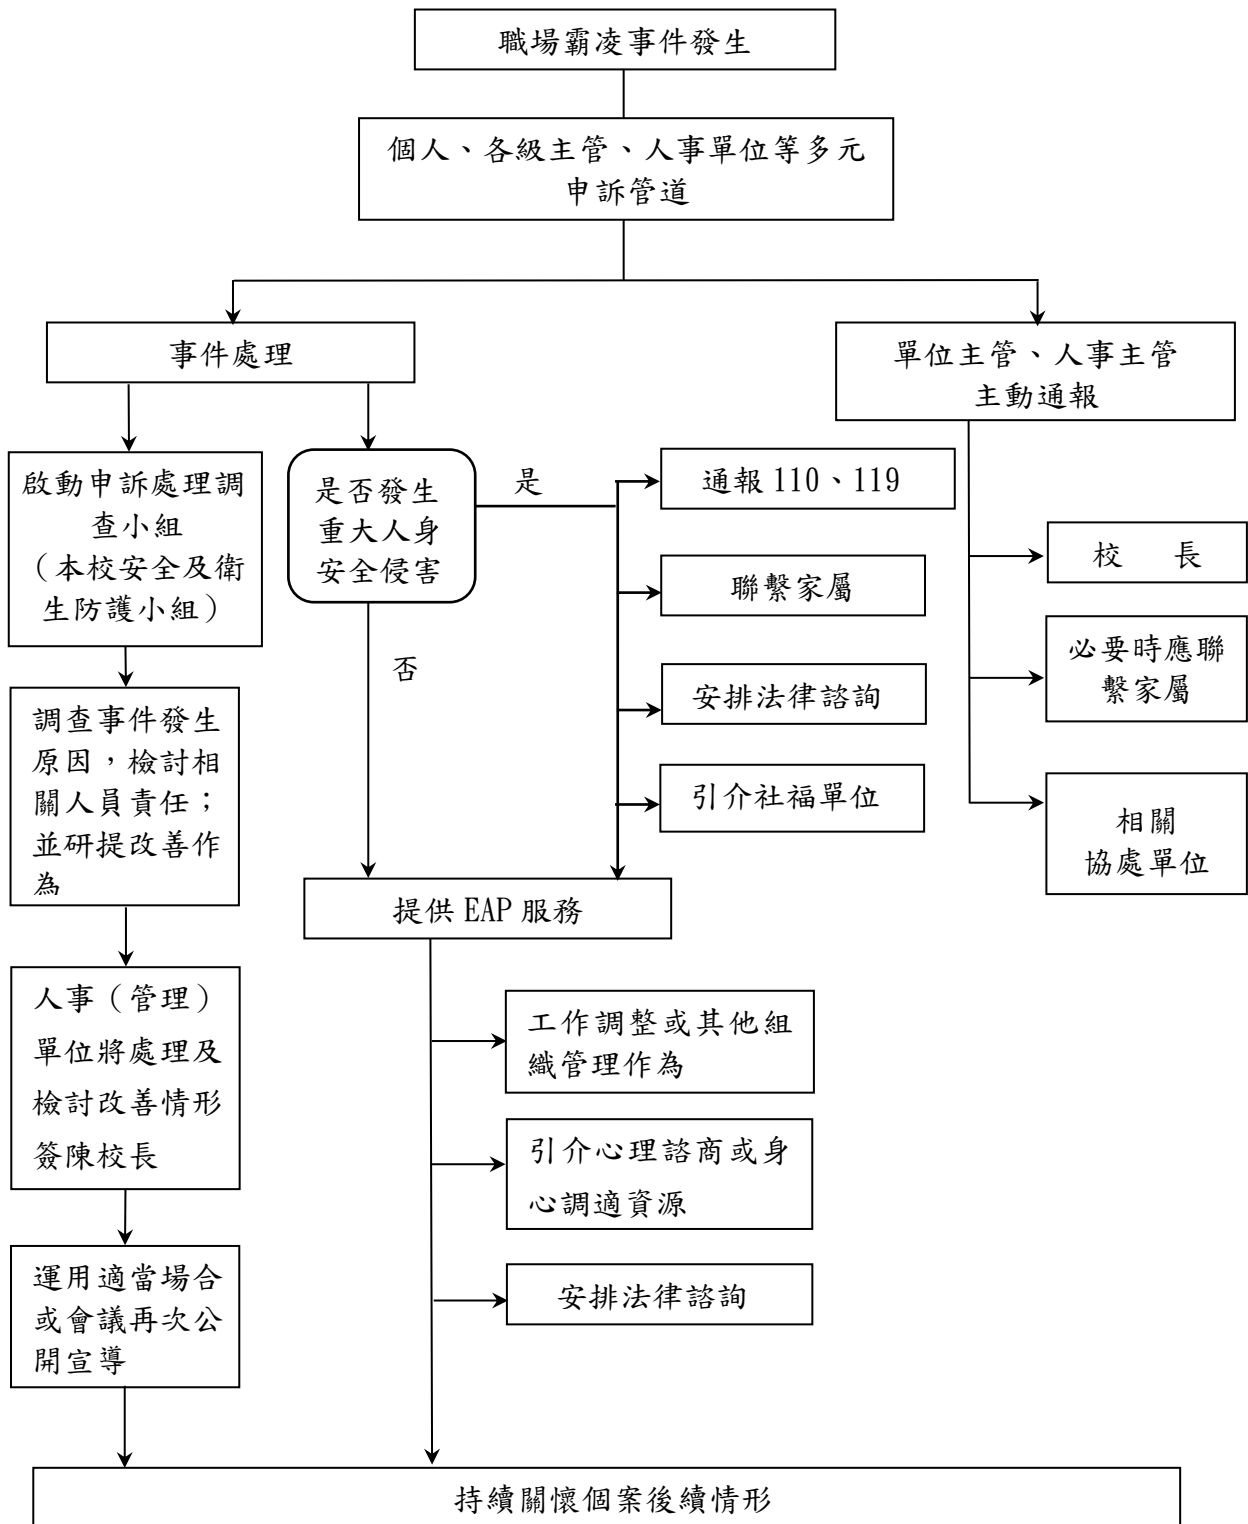 職場霸凌事件發生
個人、各級主管、人事單位等多元
申訴管道
事件處理
單位主管、人事主管
主動通報
啟動申訴處理調
查小組
（本校安全及衛
生防護小組）
是否發生
重大人身
安全侵害
是
否
通報 110、119
聯繫家屬
安排法律諮詢
引介社福單位
校　　長
必要時應聯
繫家屬
相關
協處單位
調查事件發生
原因，檢討相
關人員責任；
並研提改善作
為
提供 EAP 服務
人事（管理）
單位將處理及
檢討改善情形
簽陳校長
工作調整或其他組
織管理作為
引介心理諮商或身
心調適資源
安排法律諮詢
運用適當場合
或會議再次公
開宣導
持續關懷個案後續情形